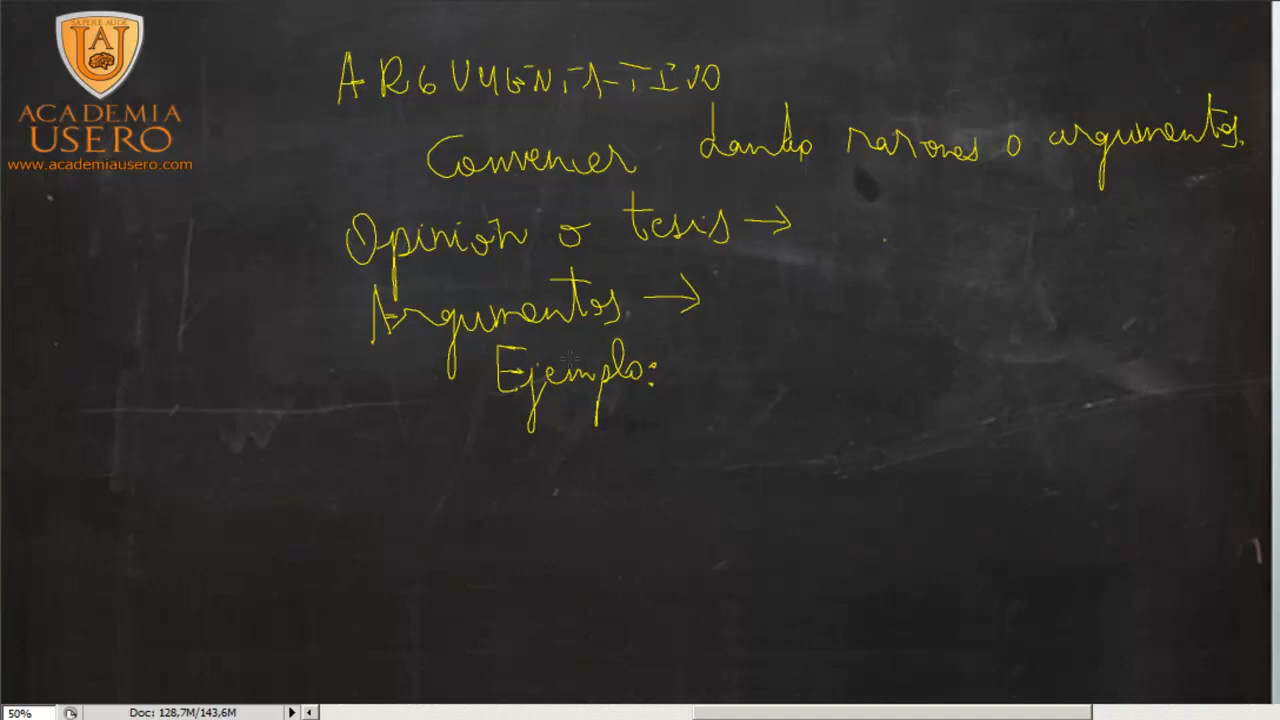 SAPERE AUDE
ACADEMIA
USERO
www.academiausero.com
ARGUMENTATIVO
Convencer dando razones o argumentos.
Opinión o tesis →
Argumentos →
Ejemplo:
50%
Doc: 128,7M/143,6M